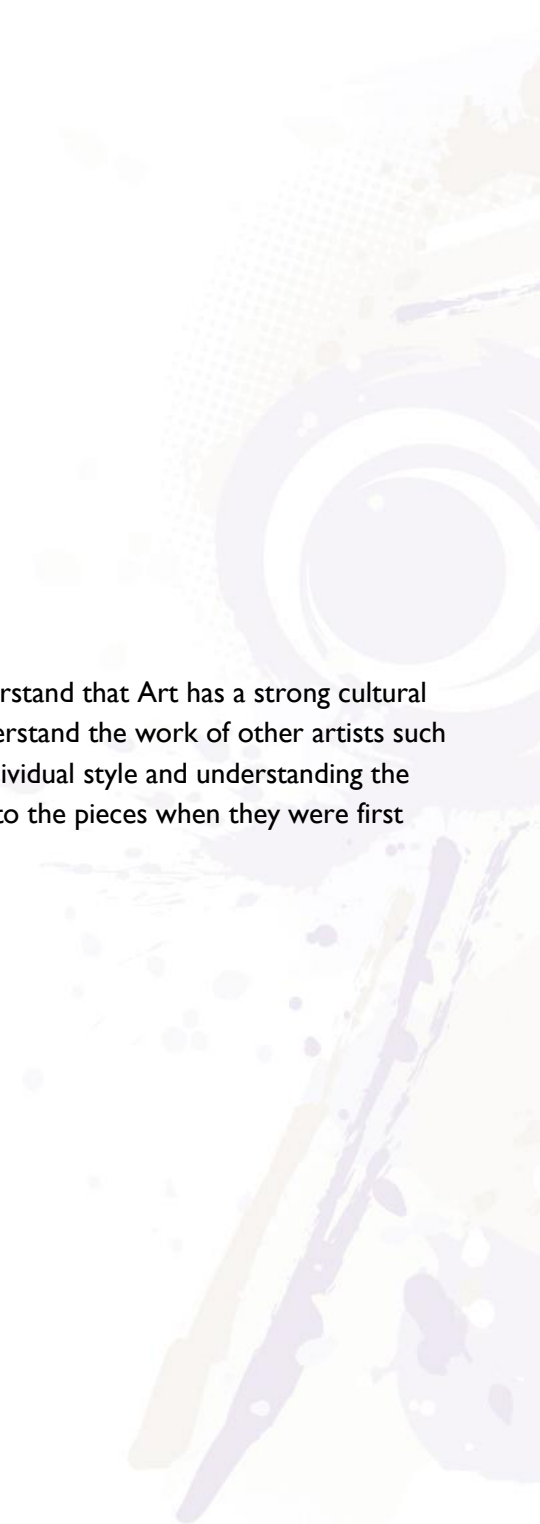 rstand that Art has a strong cultural
erstand the work of other artists such
ividual style and understanding the
to the pieces when they were first